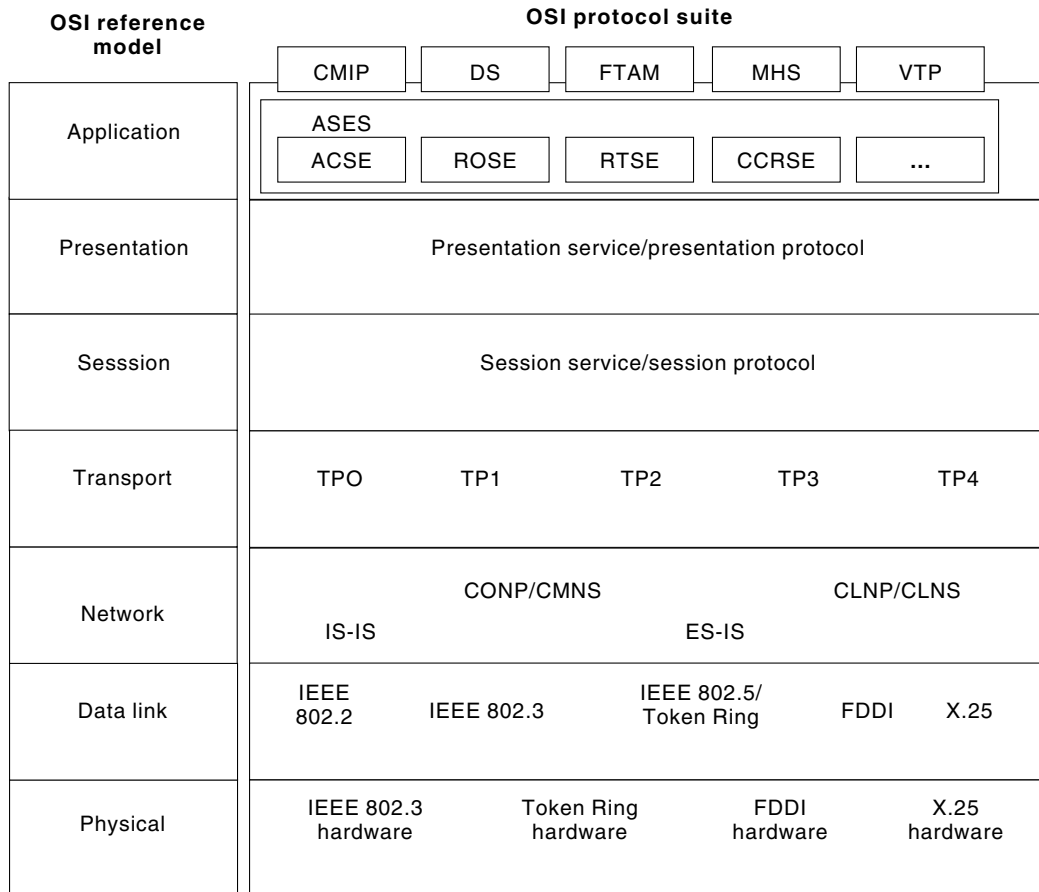 OSI reference
model
OSI protocol suite
CMIP DS FTAM MHS VTP
Application
ASES
ACSE ROSE RTSE CCRSE ...
Presentation
Presentation service/presentation protocol
Sesssion
Session service/session protocol
Transport
TPO TP1 TP2 TP3 TP4
Network
CONP/CMNS CLNP/CLNS
IS-IS ES-IS
Data link
IEEE
802.2
IEEE 802.3
IEEE 802.5/
Token Ring
FDDI
X.25
Physical
IEEE 802.3
hardware
Token Ring
hardware
FDDI
hardware
X.25
hardware